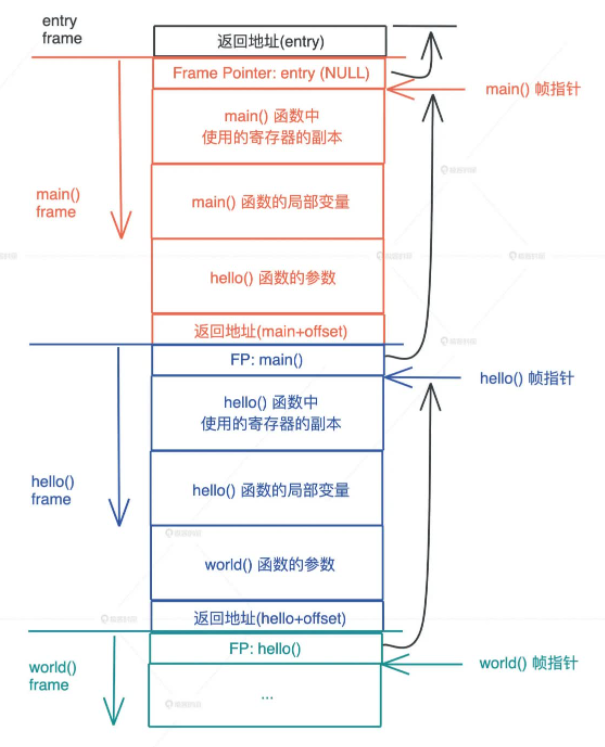 entry
frame
返回地址(entry)
Frame Pointer: entry (NULL)
main() 帧指针
main() 函数中
使用的寄存器的副本
main()
frame
main() 函数的局部变量
hello() 函数的参数
返回地址(main+offset)
FP: main()
hello() 帧指针
hello() 函数中
使用的寄存器的副本
hello()
frame
hello() 函数的局部变量
world() 函数的参数
返回地址(hello+offset)
FP: hello()
world() 帧指针
world()
frame
...